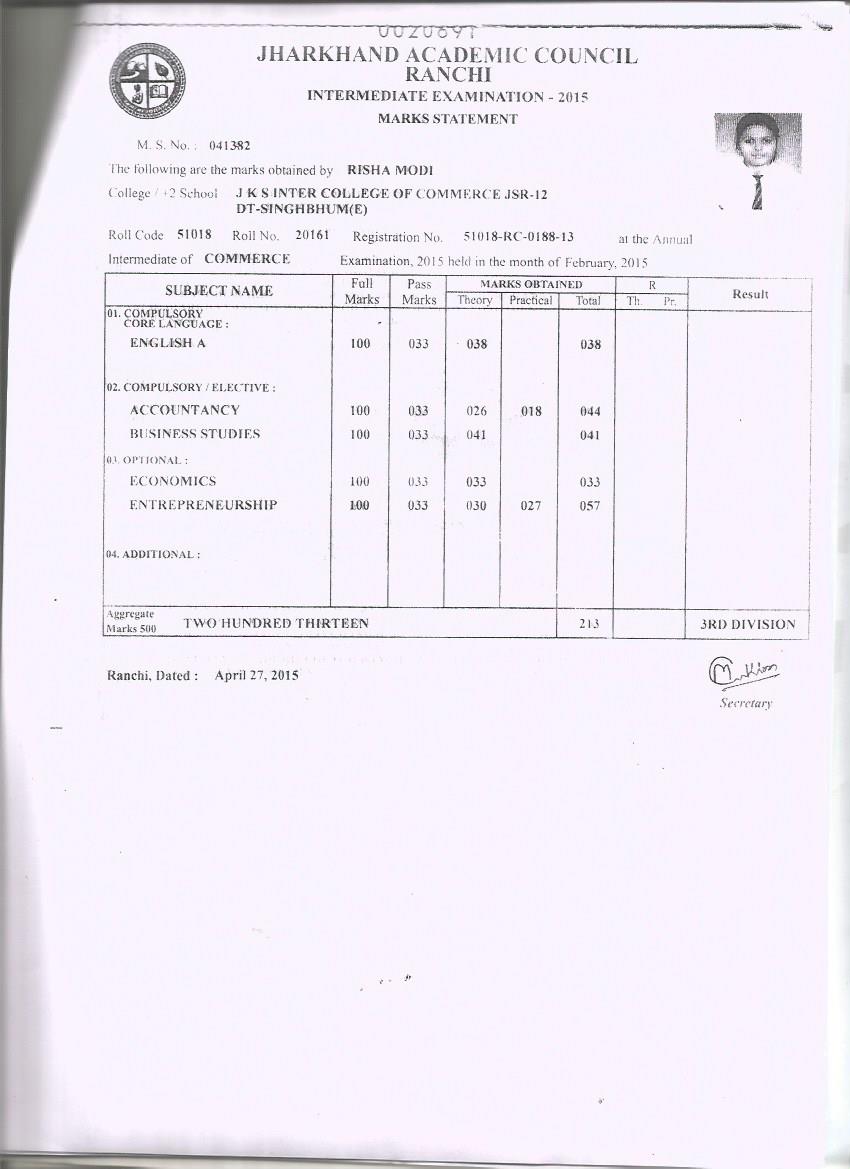 0020691
JHARKHAND ACADEMIC COUNCIL
RANCHI
INTERMEDIATE EXAMINATION - 2015
MARKS STATEMENT
M. S. No. : 041382
The following are the marks obtained by RISHA MODI
College / +2 School J K S INTER COLLEGE OF COMMERCE JSR-12
DT-SINGHBHUM(E)
Roll Code 51018 Roll No. 20161 Registration No. 51018-RC-0188-13 at the Annual
Intermediate of COMMERCE Examination, 2015 held in the month of February, 2015
SUBJECT NAME Full Marks Pass Marks MARKS OBTAINED R Result
Theory Practical Total Th. Pr.
01. COMPULSORY
CORE LANGUAGE :
ENGLISH A 100 033 038 038
02. COMPULSORY / ELECTIVE :
ACCOUNTANCY 100 033 026 018 044
BUSINESS STUDIES 100 033 041 041
03. OPTIONAL :
ECONOMICS 100 033 033 033
ENTREPRENEURSHIP 100 033 030 027 057
04. ADDITIONAL :
Aggregate
Marks 500 TWO HUNDRED THIRTEEN 213 3RD DIVISION
Ranchi, Dated : April 27, 2015
Secretary